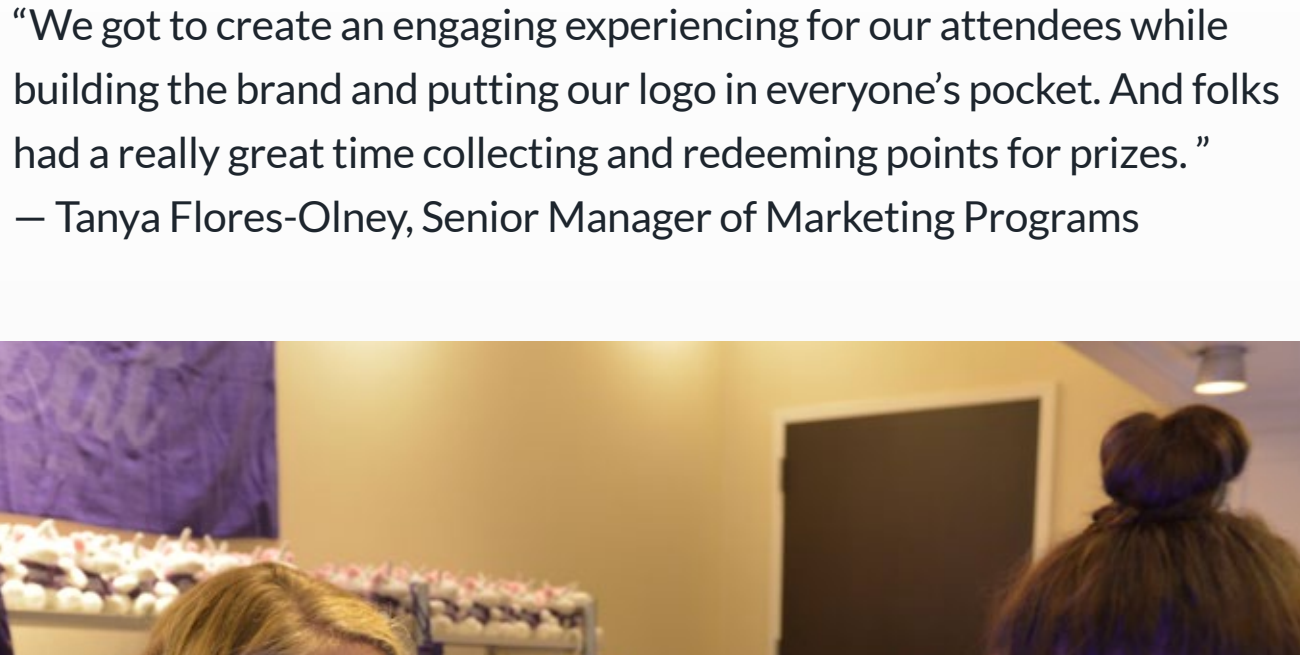 “We got to create an engaging experiencing for our attendees while
building the brand and putting our logo in everyone’s pocket. And folks
had a really great time collecting and redeeming points for prizes. ”
— Tanya Flores-Olney, Senior Manager of Marketing Programs